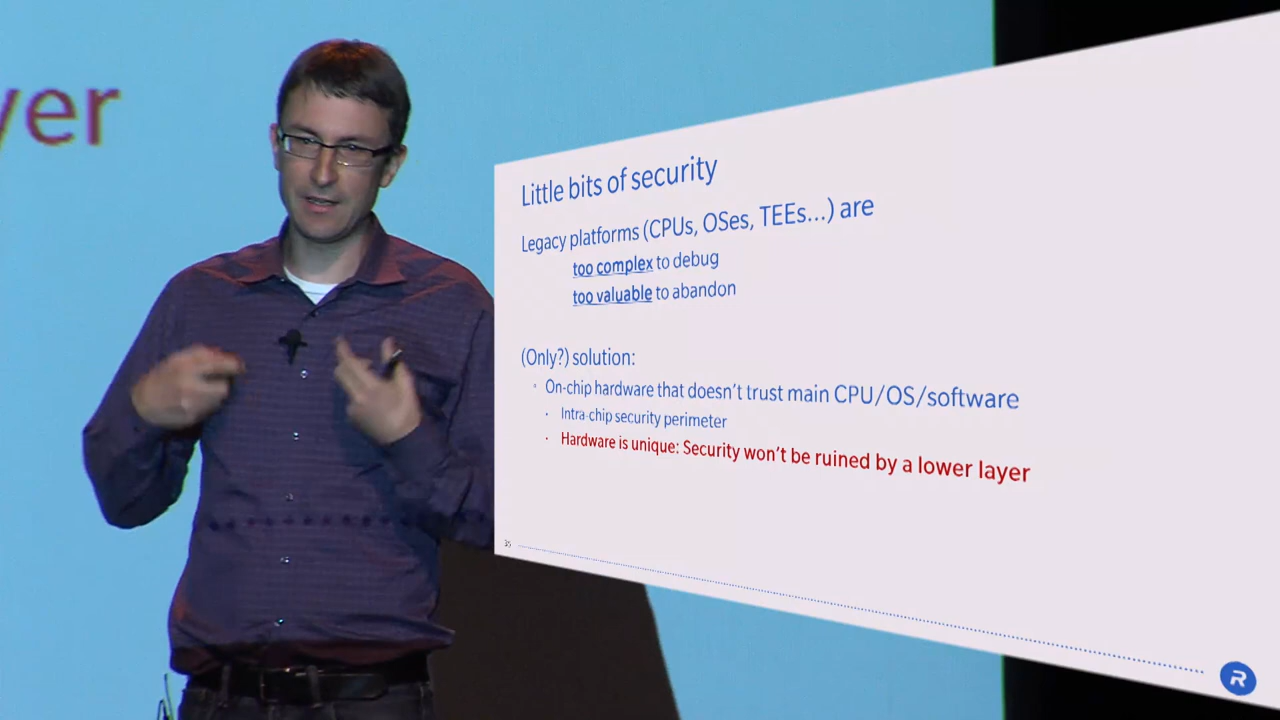 yer
Little bits of security
Legacy platforms (CPUs, OSes, TEEs...) are
too complex to debug
too valuable to abandon
(Only?) solution:
• On-chip hardware that doesn't trust main CPU/OS/software
• Intra-chip security perimeter
• Hardware is unique: Security won't be ruined by a lower layer
35
R